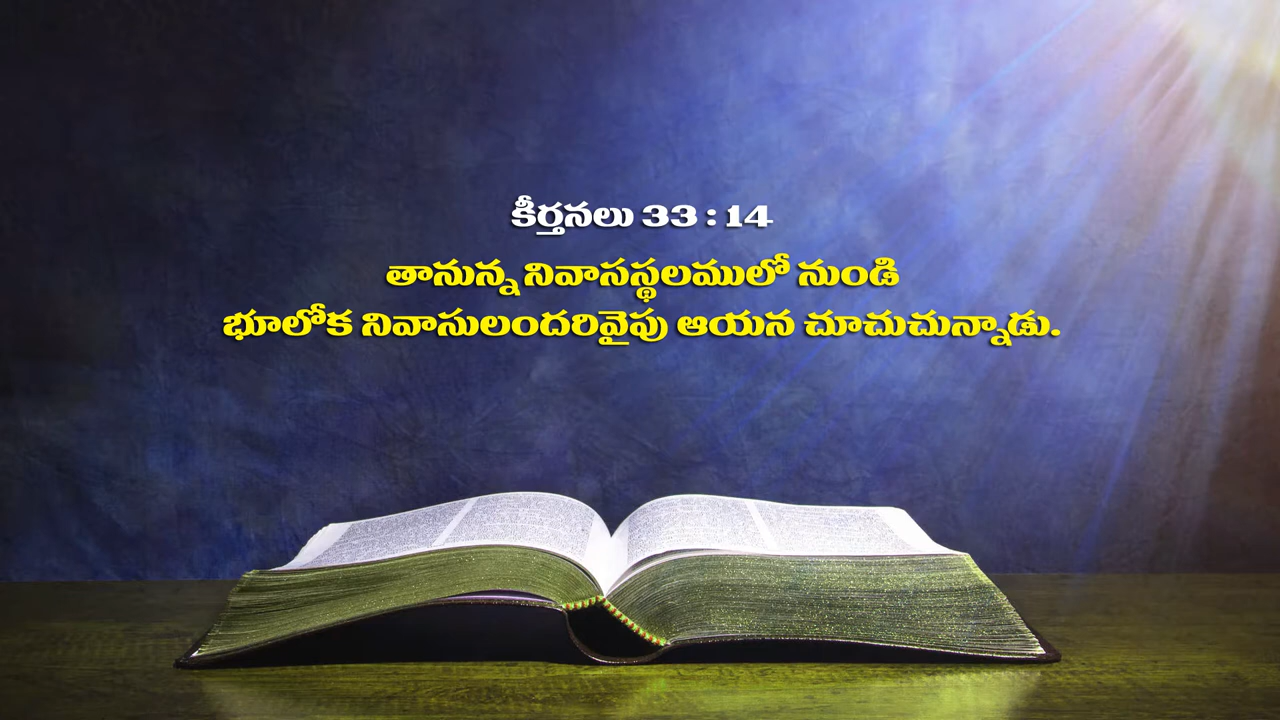 కీర్తనలు 33 : 14
తానున్న నివాసస్థలములో నుండి
భూలోక నివాసులందరివైపు ఆయన చూచుచున్నాడు.